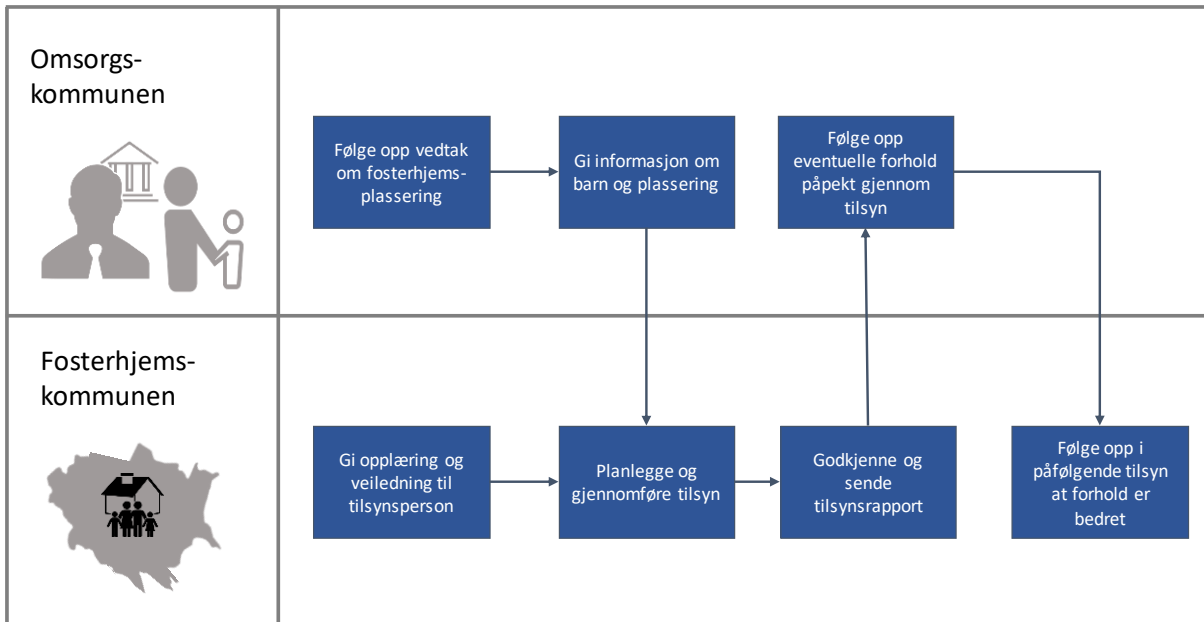 Omsorgs-
kommunen
Følge opp vedtak
om fosterhjems-
plassering
Gi informasjon om
barn og plassering
Følge opp
eventuelle forhold
påpekt gjennom
tilsyn
Fosterhjems-
kommunen
Gi opplæring og
veiledning til
tilsynsperson
Planlegge og
gjennomføre tilsyn
Godkjenne og
sende
tilsynsrapport
Følge opp i
påfølgende tilsyn
at forhold er
bedret